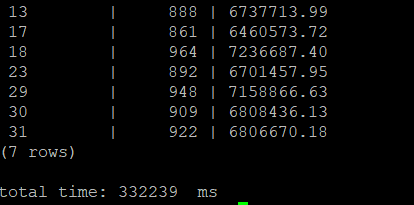 13 | 888 | 6737713.99
17 | 861 | 6460573.72
18 | 964 | 7236687.40
23 | 892 | 6701457.95
29 | 948 | 7158866.63
30 | 909 | 6808436.13
31 | 922 | 6806670.18
(7 rows)
total time: 332239 ms